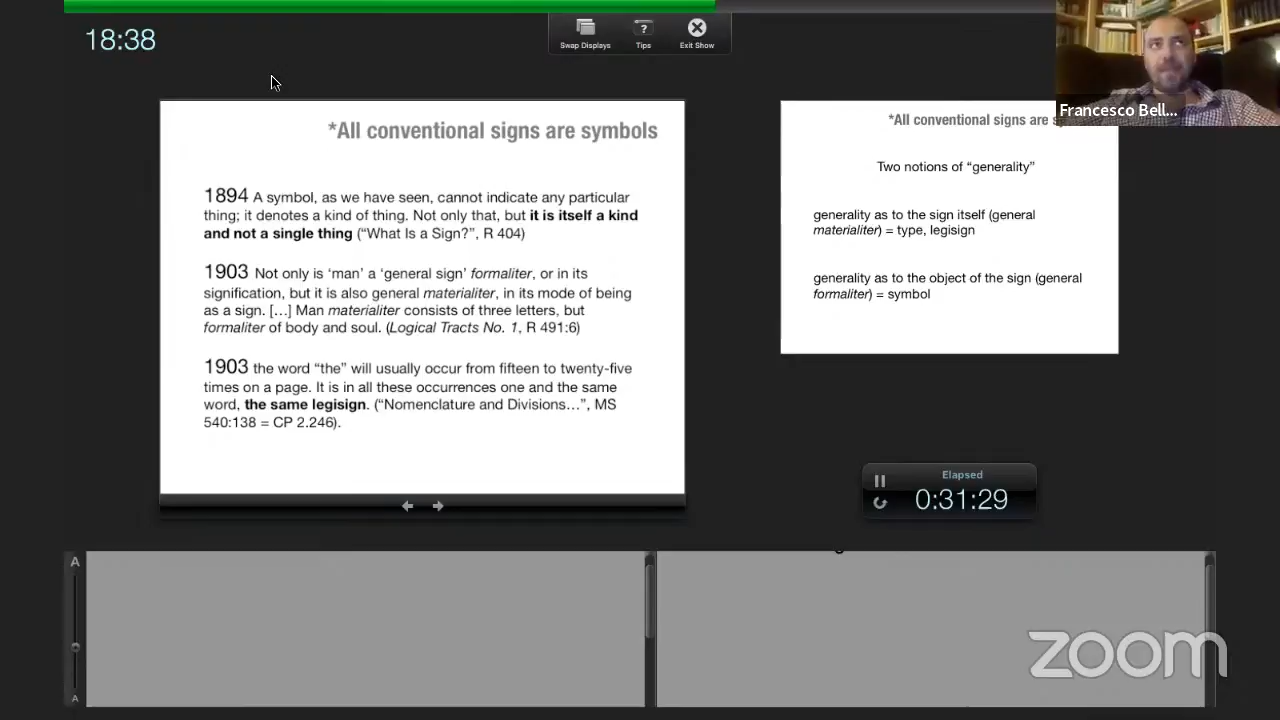 18:38
Swap Displays
Tips
Exit Show
Francesco Bell...
*All conventional signs are symbols
1894 A symbol, as we have seen, cannot indicate any particular
thing; it denotes a kind of thing. Not only that, but it is itself a kind
and not a single thing (“What Is a Sign?”, R 404)
1903 Not only is ‘man’ a ‘general sign’ formaliter, or in its
signification, but it is also general materialiter, in its mode of being
as a sign. [...] Man materialiter consists of three letters, but
formaliter of body and soul. (Logical Tracts No. 1, R 491:6)
1903 the word “the” will usually occur from fifteen to twenty-five
times on a page. It is in all these occurrences one and the same
word, the same legisign. (“Nomenclature and Divisions...”, MS
540:138 = CP 2.246).
*All conventional signs are
Two notions of “generality”
generality as to the sign itself (general
materialiter) = type, legisign
generality as to the object of the sign (general
formaliter) = symbol
Elapsed
0:31:29
A
A
zoom